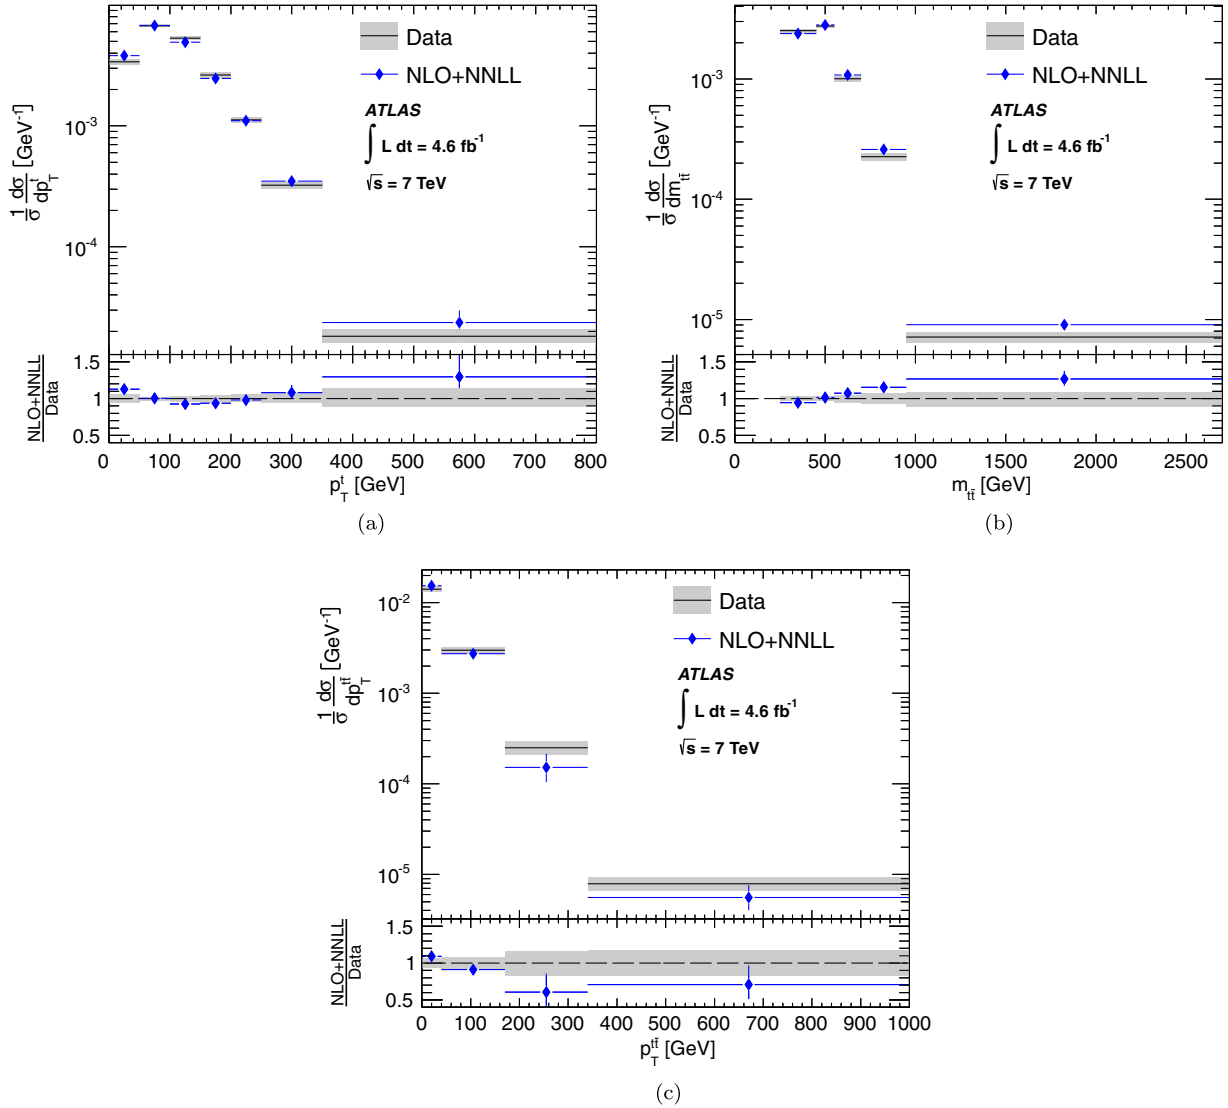 Data
NLO+NNLL
ATLAS
∫ L dt = 4.6 fb⁻¹
√s = 7 TeV
1/σ dσ/dp_T^t [GeV⁻¹]
10⁻³
10⁻⁴
NLO+NNLL
Data
1.5
1
0.5
0 100 200 300 400 500 600 700 800
p_T^t [GeV]
(a)
Data
NLO+NNLL
ATLAS
∫ L dt = 4.6 fb⁻¹
√s = 7 TeV
1/σ dσ/dm_tt̄ [GeV⁻¹]
10⁻³
10⁻⁴
10⁻⁵
NLO+NNLL
Data
1.5
1
0.5
0 500 1000 1500 2000 2500
m_tt̄ [GeV]
(b)
Data
NLO+NNLL
ATLAS
∫ L dt = 4.6 fb⁻¹
√s = 7 TeV
1/σ dσ/dp_T^tt̄ [GeV⁻¹]
10⁻²
10⁻³
10⁻⁴
10⁻⁵
NLO+NNLL
Data
1.5
1
0.5
0 100 200 300 400 500 600 700 800 900 1000
p_T^tt̄ [GeV]
(c)